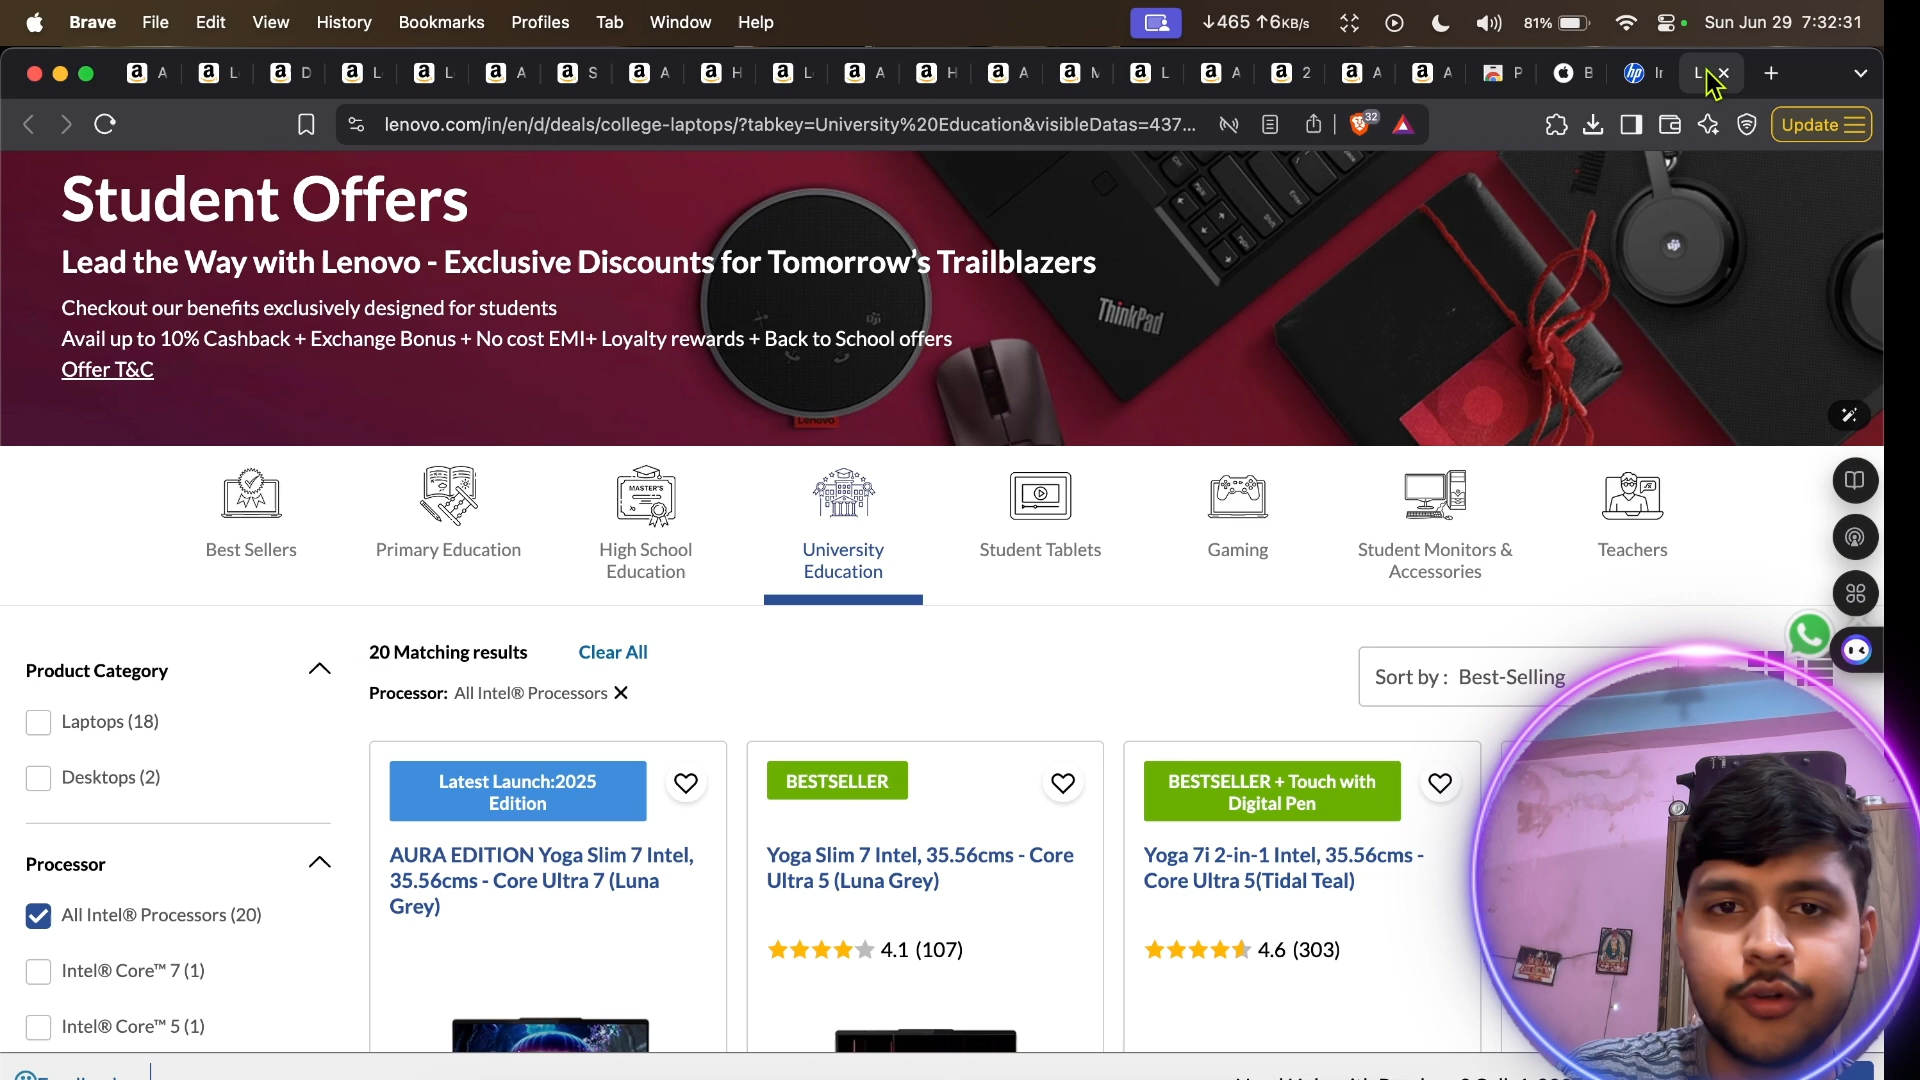 Brave File Edit View History Bookmarks Profiles Tab Window Help ↓465 ↑6KB/s 81% Sun Jun 29 7:32:31
A L D L L A S A H L A H A M L A 2 A A P B Ir L
lenovo.com/in/en/d/deals/college-laptops/?tabkey=University%20Education&visibleDatas=437... 32 Update
Student Offers
Lead the Way with Lenovo - Exclusive Discounts for Tomorrow's Trailblazers
Checkout our benefits exclusively designed for students
Avail up to 10% Cashback + Exchange Bonus + No cost EMI+ Loyalty rewards + Back to School offers
Offer T&C
ThinkPad
Lenovo
MASTER'S
Best Sellers
Primary Education
High School
Education
University
Education
Student Tablets
Gaming
Student Monitors &
Accessories
Teachers
Product Category
Laptops (18)
Desktops (2)
Processor
All Intel® Processors (20)
Intel® Core™ 7 (1)
Intel® Core™ 5 (1)
20 Matching results Clear All
Processor: All Intel® Processors
Sort by : Best-Selling
Latest Launch:2025
Edition
AURA EDITION Yoga Slim 7 Intel,
35.56cms - Core Ultra 7 (Luna
Grey)
BESTSELLER
Yoga Slim 7 Intel, 35.56cms - Core
Ultra 5 (Luna Grey)
4.1 (107)
BESTSELLER + Touch with
Digital Pen
Yoga 7i 2-in-1 Intel, 35.56cms -
Core Ultra 5(Tidal Teal)
4.6 (303)